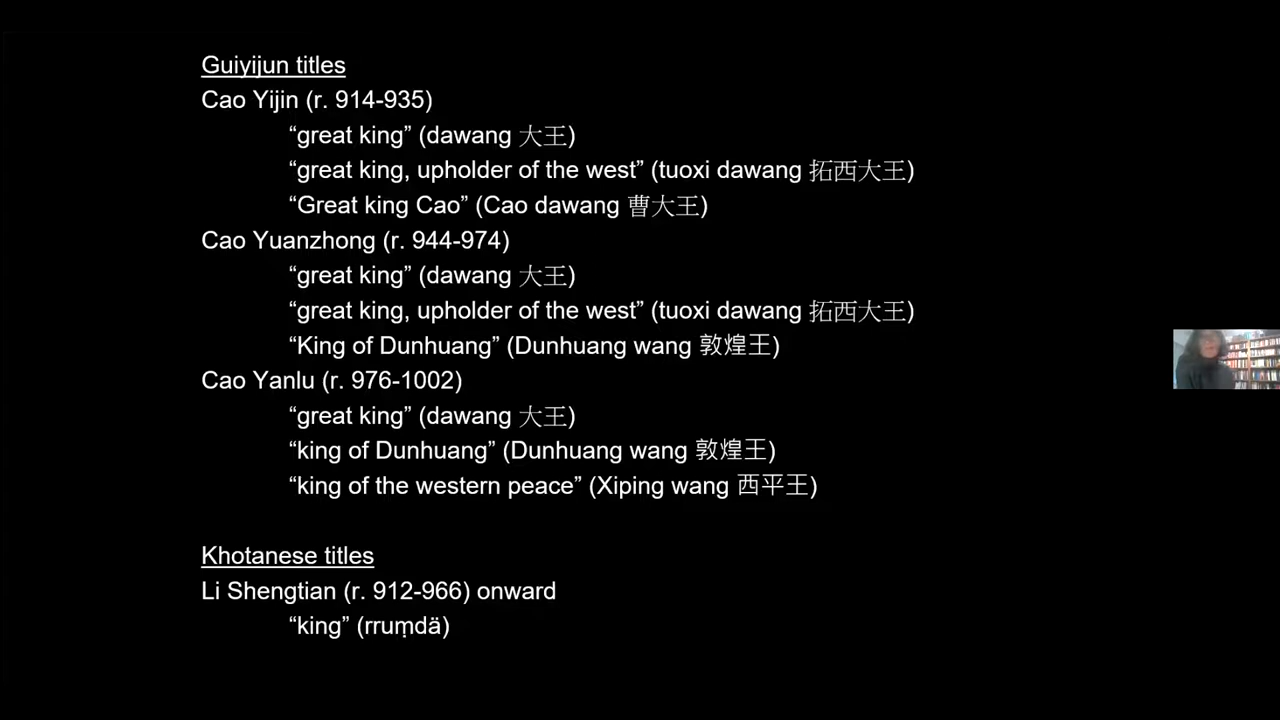 Guiyijun titles
Cao Yijin (r. 914-935)
“great king” (dawang 大王)
“great king, upholder of the west” (tuoxi dawang 拓西大王)
“Great king Cao” (Cao dawang 曹大王)
Cao Yuanzhong (r. 944-974)
“great king” (dawang 大王)
“great king, upholder of the west” (tuoxi dawang 拓西大王)
“King of Dunhuang” (Dunhuang wang 敦煌王)
Cao Yanlu (r. 976-1002)
“great king” (dawang 大王)
“king of Dunhuang” (Dunhuang wang 敦煌王)
“king of the western peace” (Xiping wang 西平王)
Khotanese titles
Li Shengtian (r. 912-966) onward
“king” (rruṃdä)